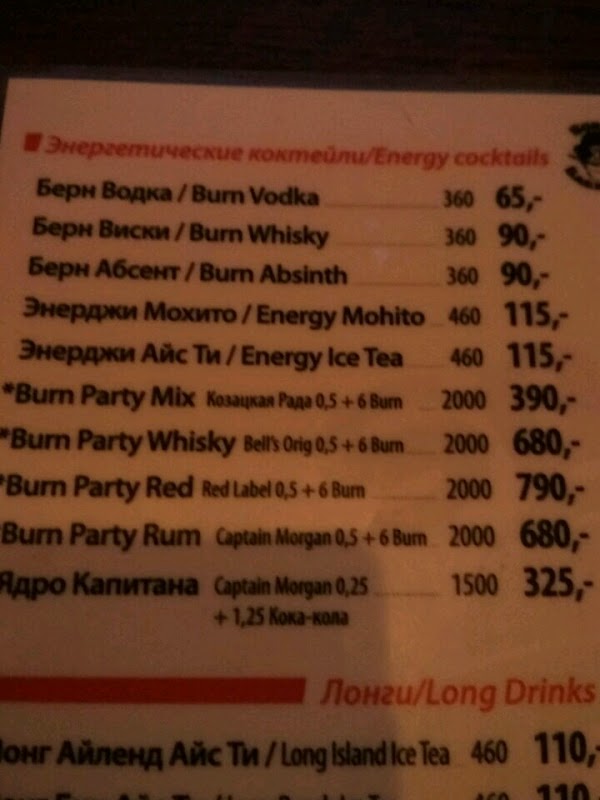 Энергетические коктейли/Energy cocktails
Берн Водка / Burn Vodka 360 65,-
Берн Виски / Burn Whisky 360 90,-
Берн Абсент / Burn Absinth 360 90,-
Энерджи Мохито / Energy Mohito 460 115,-
Энерджи Айс Ти / Energy Ice Tea 460 115,-
*Burn Party Mix Козацкая Рада 0,5 + 6 Burn 2000 390,-
*Burn Party Whisky Bell's Orig 0,5 + 6 Burn 2000 680,-
*Burn Party Red Red Label 0,5 + 6 Burn 2000 790,-
*Burn Party Rum Captain Morgan 0,5 + 6 Burn 2000 680,-
Ядро Капитана Captain Morgan 0,25 1500 325,-
+ 1,25 Кока-кола
Лонги/Long Drinks
Лонг Айленд Айс Ти / Long Island Ice Tea 460 110,-